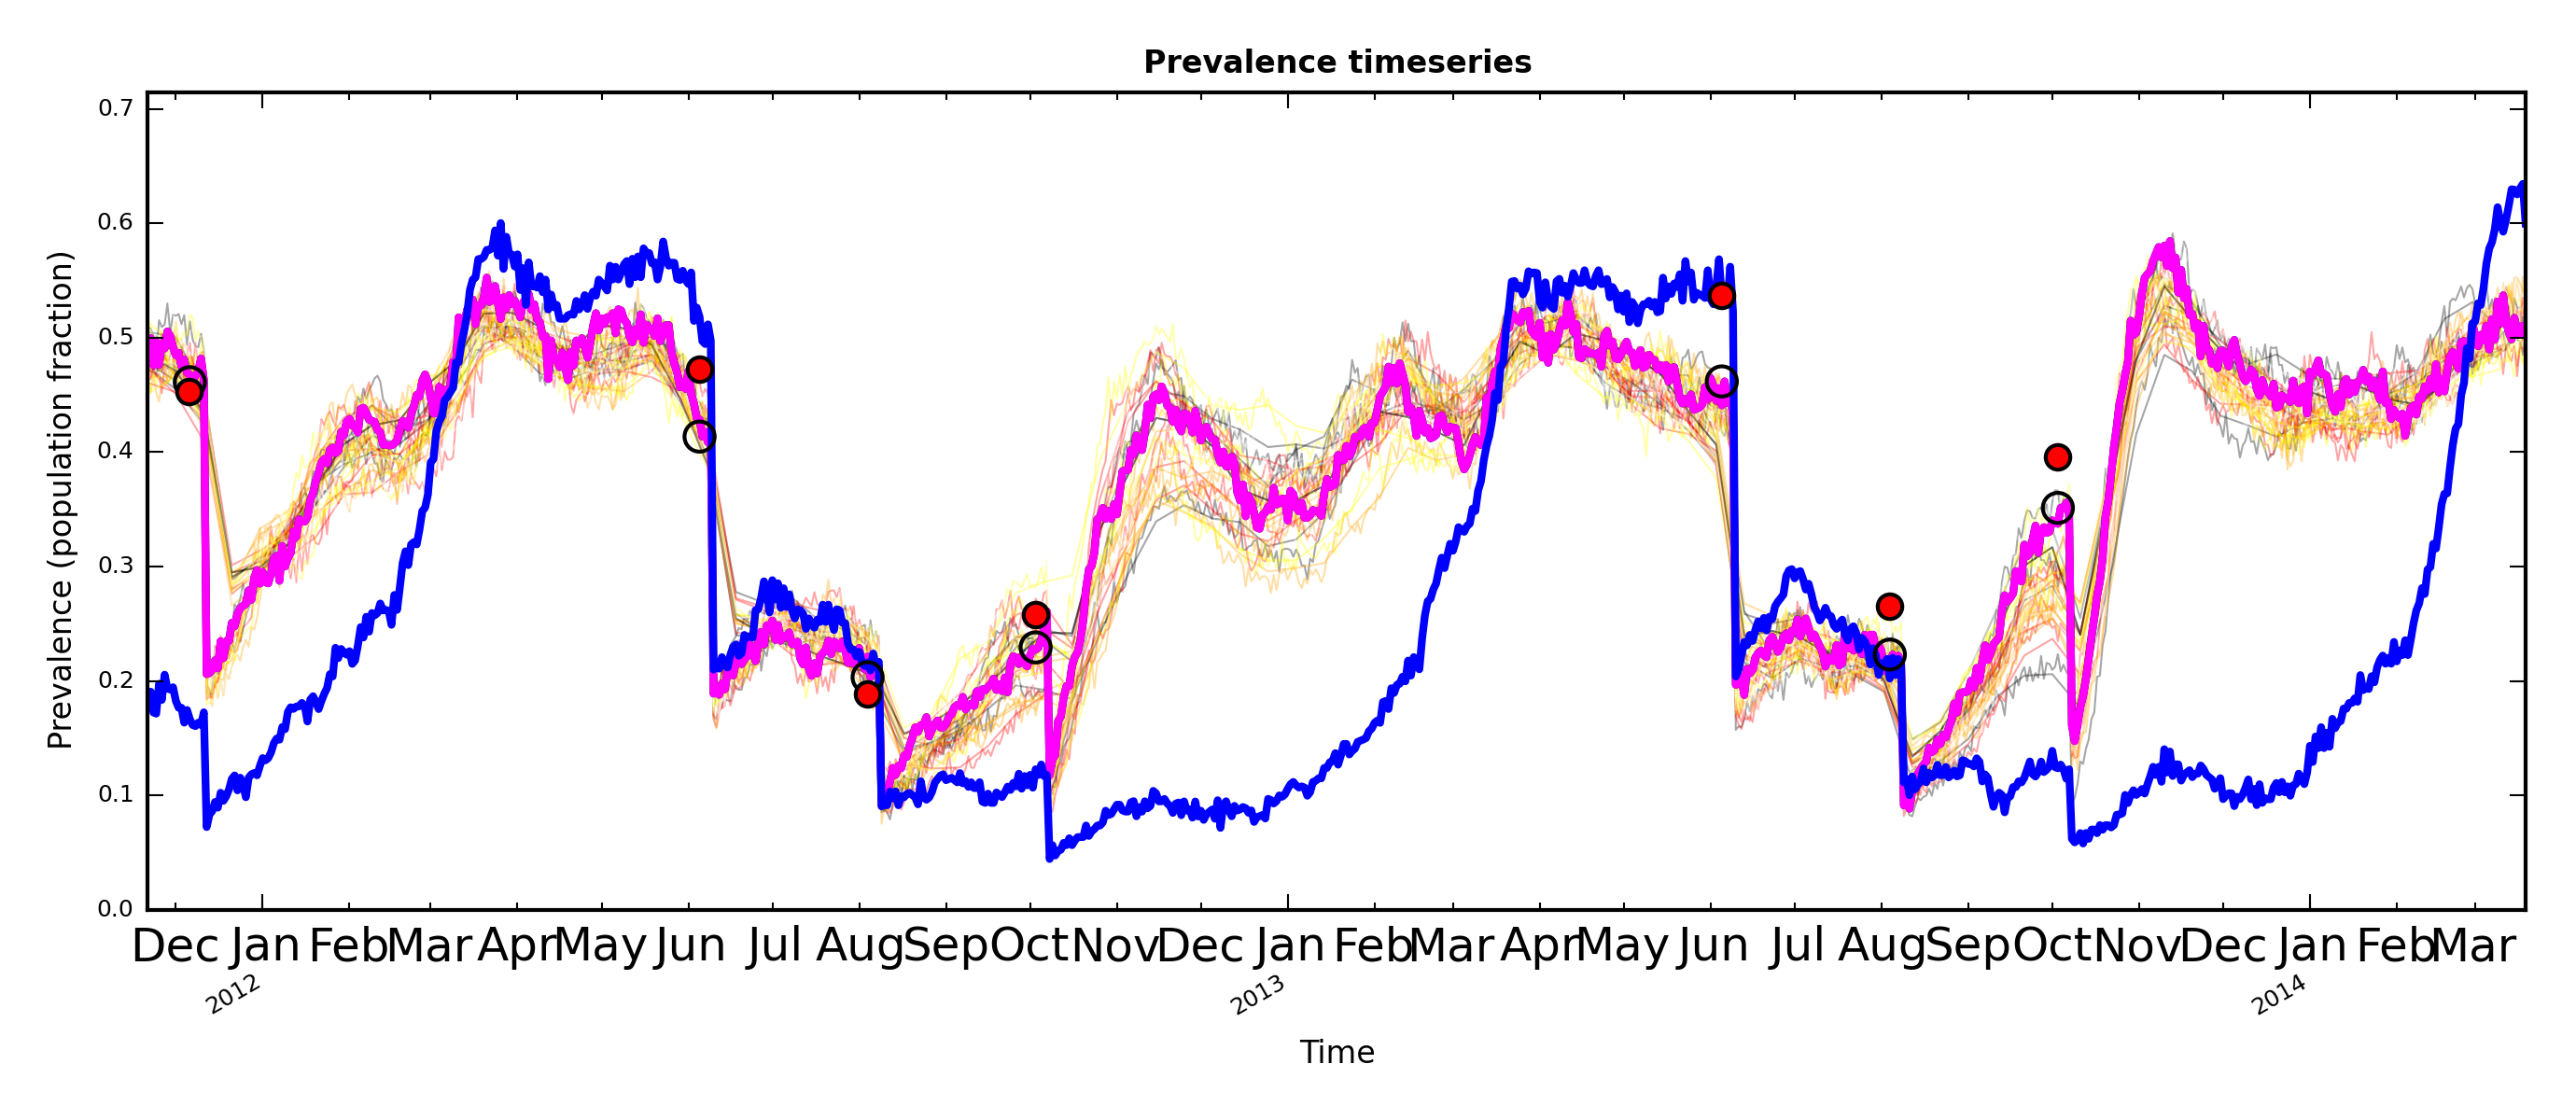 Prevalence timeseries
0.7
0.6
0.5
0.4
0.3
0.2
0.1
0.0
Prevalence (population fraction)
Dec Jan Feb Mar Apr May Jun Jul Aug Sep Oct Nov Dec Jan Feb Mar Apr May Jun Jul Aug Sep Oct Nov Dec Jan Feb Mar
2012 2013 2014
Time